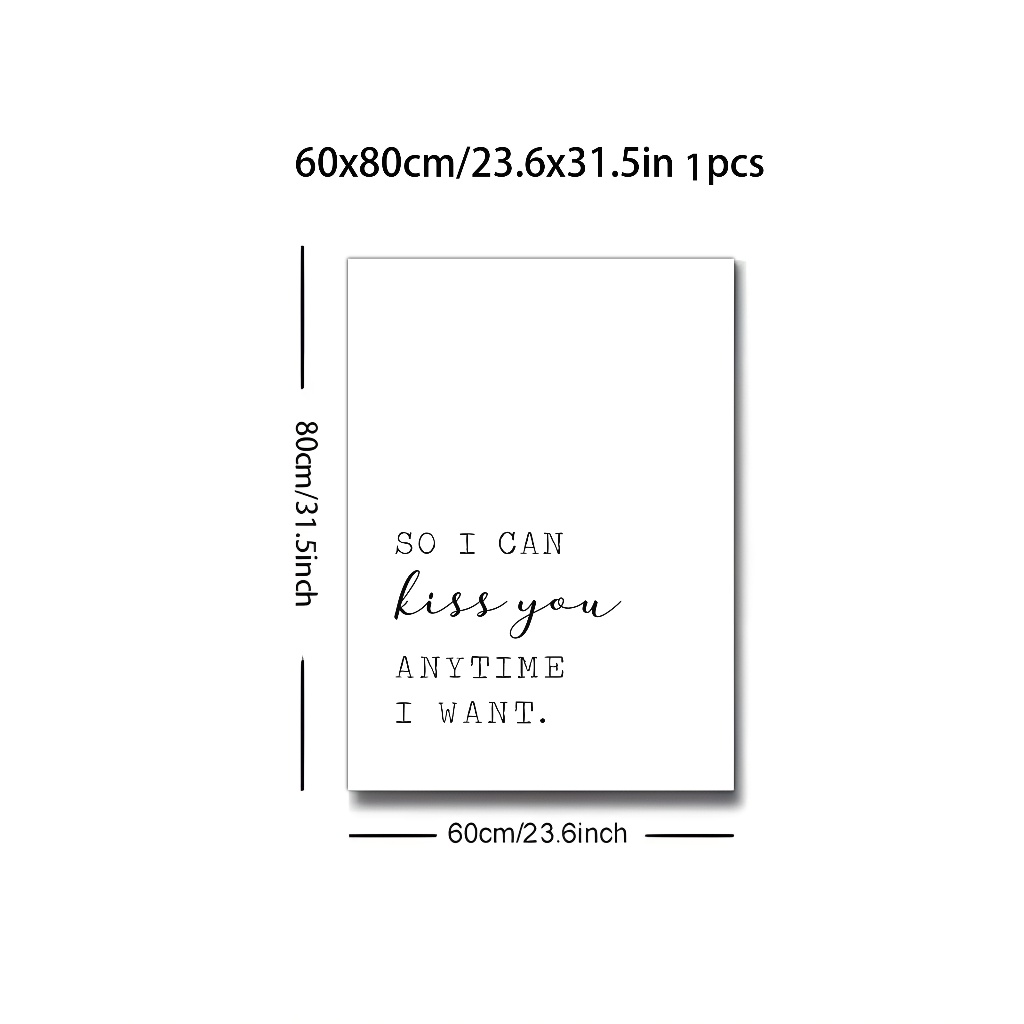 60x80cm/23.6x31.5in 1pcs
80cm/31.5inch
SO I CAN
kiss you
ANYTIME
I WANT.
60cm/23.6inch